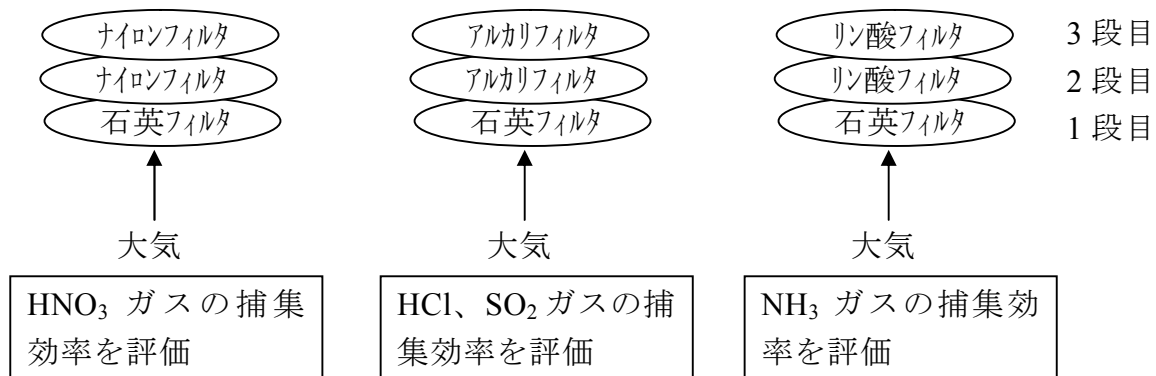 ﾅｲﾛﾝﾌｨﾙﾀ ｱﾙｶﾘﾌｨﾙﾀ ﾘﾝ酸ﾌｨﾙﾀ 3 段目
ﾅｲﾛﾝﾌｨﾙﾀ ｱﾙｶﾘﾌｨﾙﾀ ﾘﾝ酸ﾌｨﾙﾀ 2 段目
石英ﾌｨﾙﾀ 石英ﾌｨﾙﾀ 石英ﾌｨﾙﾀ 1 段目
大気 大気 大気
HNO₃ ガスの捕集
効率を評価
HCl、SO₂ガスの捕
集効率を評価
NH₃ ガスの捕集効
率を評価